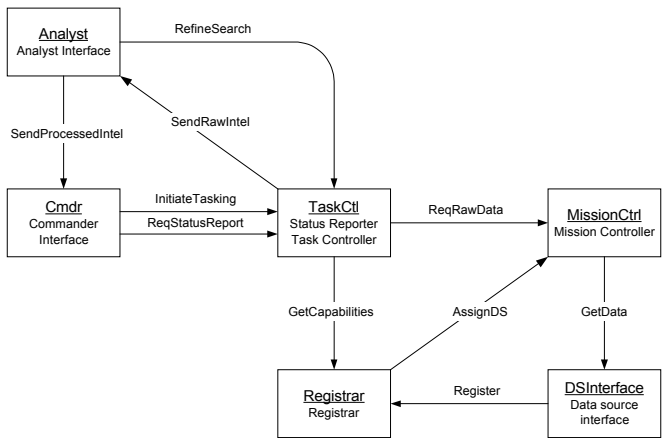 Analyst
Analyst Interface
RefineSearch
SendRawIntel
SendProcessedIntel
Cmdr
Commander
Interface
InitiateTasking
ReqStatusReport
TaskCtl
Status Reporter
Task Controller
ReqRawData
MissionCtrl
Mission Controller
GetCapabilities
AssignDS
GetData
Registrar
Registrar
Register
DSInterface
Data source
interface